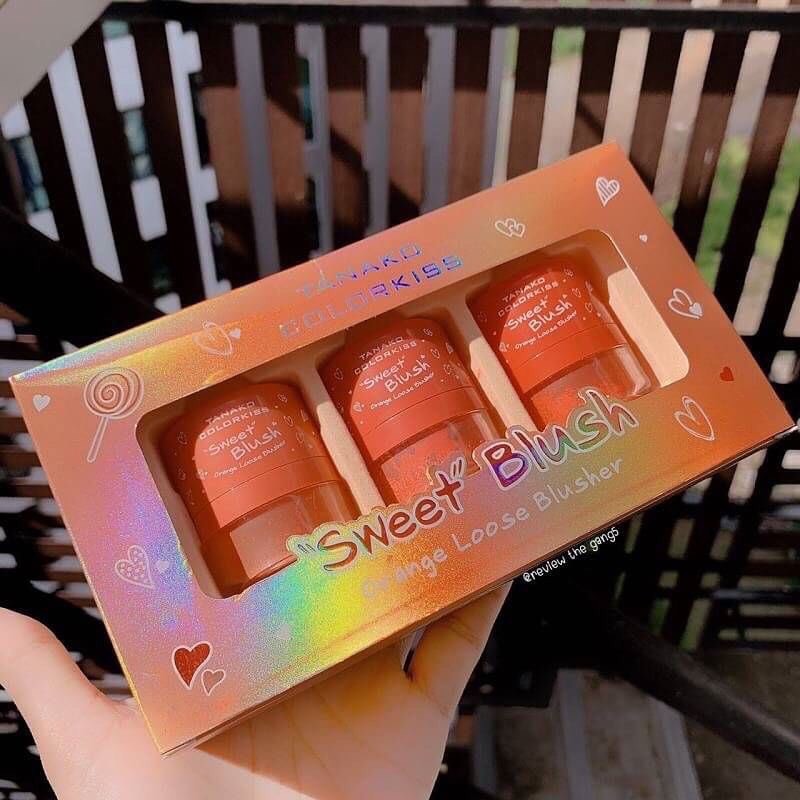 TANAKO
COLORKISS
TANAKO
COLORKISS
"Sweet"
Blush
Orange Loose Blusher
TANAKO
COLORKISS
"Sweet"
Blush
Orange Loose Blusher
TANAKO
COLORKISS
"Sweet"
Blush
Orange Loose Blusher
"Sweet" Blush
Orange Loose Blusher
@review the gang5